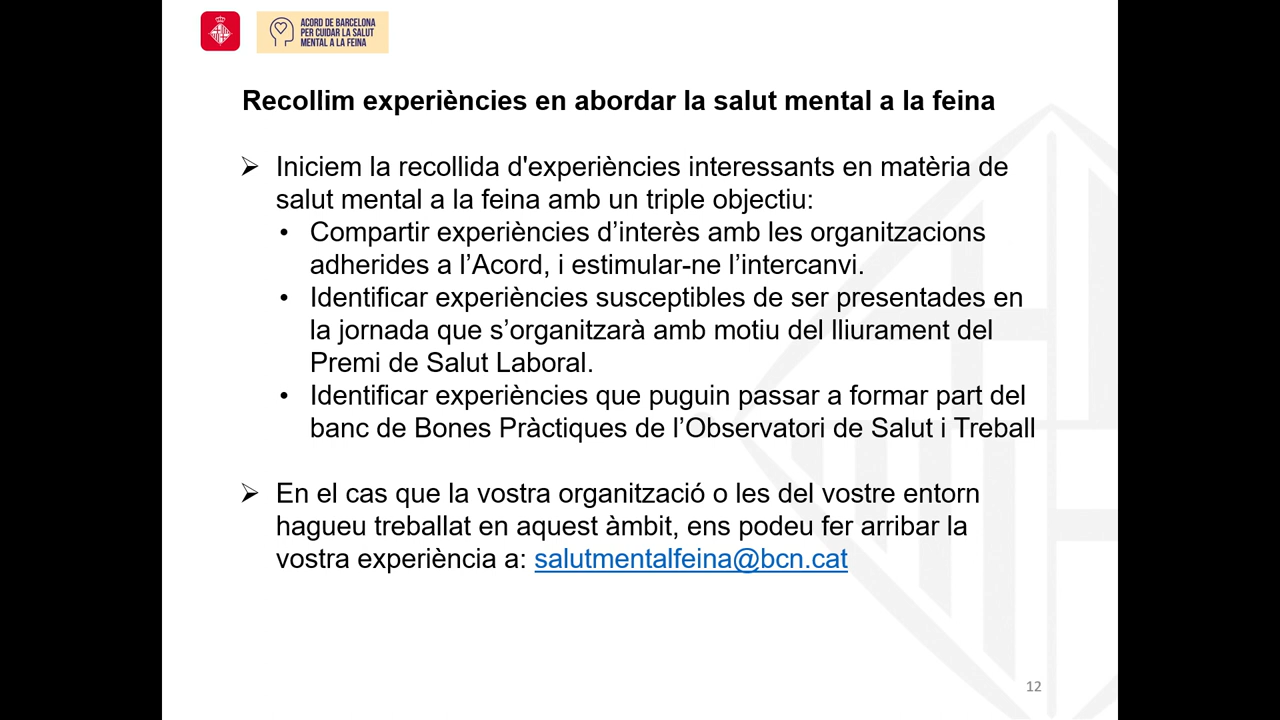 ACORD DE BARCELONA
PER CUIDAR LA SALUT
MENTAL A LA FEINA
Recollim experiències en abordar la salut mental a la feina
➢ Iniciem la recollida d'experiències interessants en matèria de
salut mental a la feina amb un triple objectiu:
• Compartir experiències d’interès amb les organitzacions
adherides a l’Acord, i estimular-ne l’intercanvi.
• Identificar experiències susceptibles de ser presentades en
la jornada que s’organitzarà amb motiu del lliurament del
Premi de Salut Laboral.
• Identificar experiències que puguin passar a formar part del
banc de Bones Pràctiques de l’Observatori de Salut i Treball
➢ En el cas que la vostra organització o les del vostre entorn
hagueu treballat en aquest àmbit, ens podeu fer arribar la
vostra experiència a: salutmentalfeina@bcn.cat
12